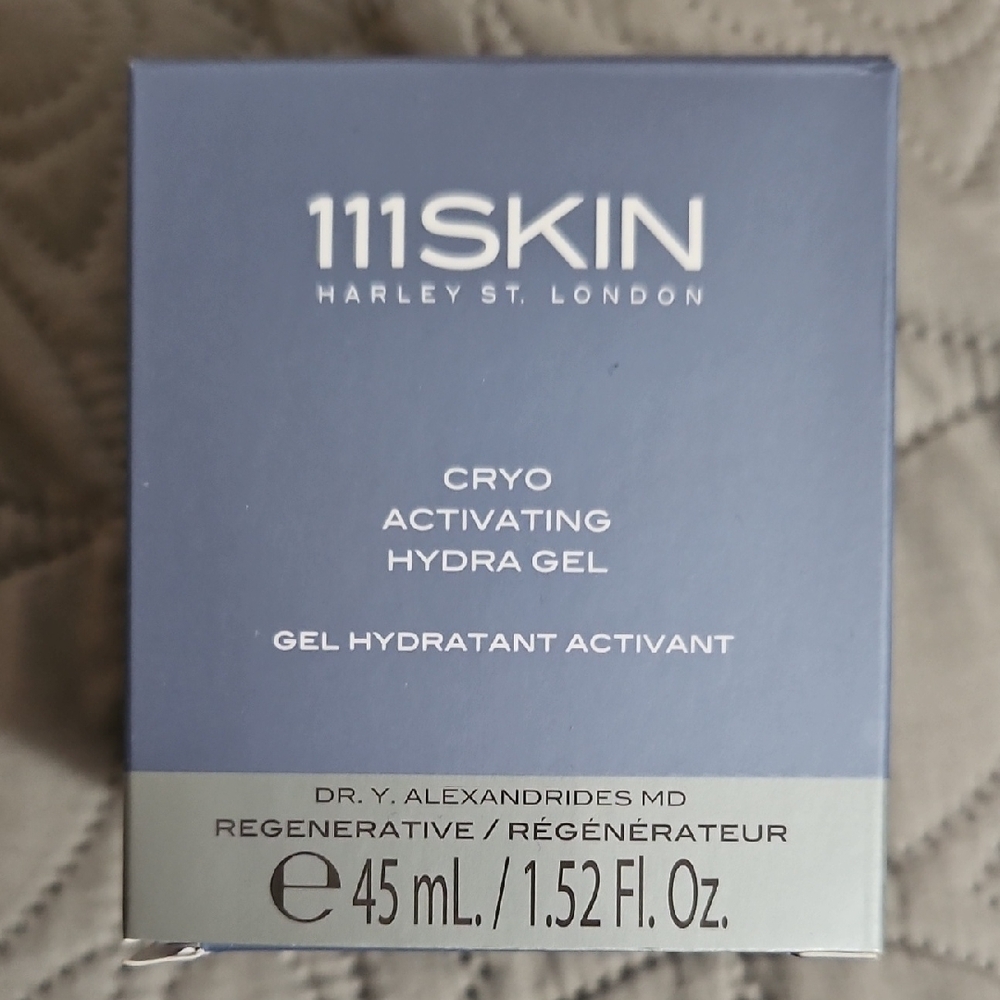 111SKIN
HARLEY ST. LONDON
CRYO
ACTIVATING
HYDRA GEL
GEL HYDRATANT ACTIVANT
DR. Y. ALEXANDRIDES MD
REGENERATIVE / RÉGÉNÉRATEUR
℮ 45 mL. / 1.52 Fl. Oz.